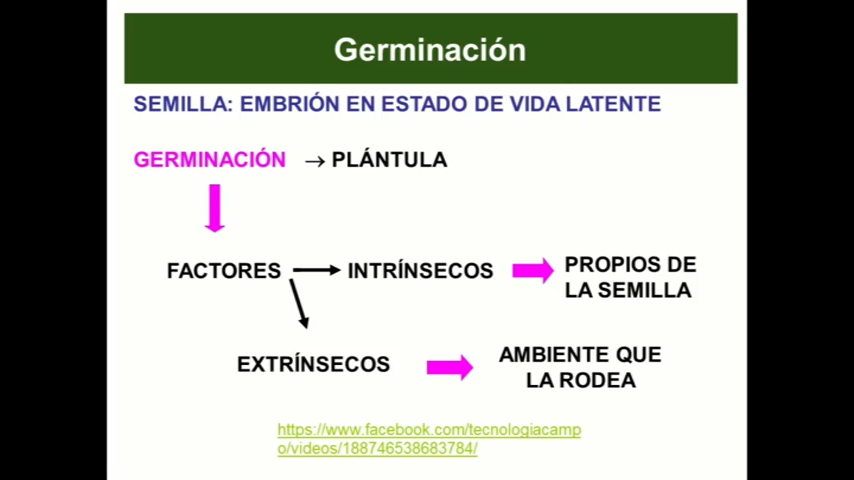 Germinación
SEMILLA: EMBRIÓN EN ESTADO DE VIDA LATENTE
GERMINACIÓN → PLÁNTULA
FACTORES INTRÍNSECOS PROPIOS DE
LA SEMILLA
EXTRÍNSECOS AMBIENTE QUE
LA RODEA
https://www.facebook.com/tecnologiacamp
o/videos/188746538683784/